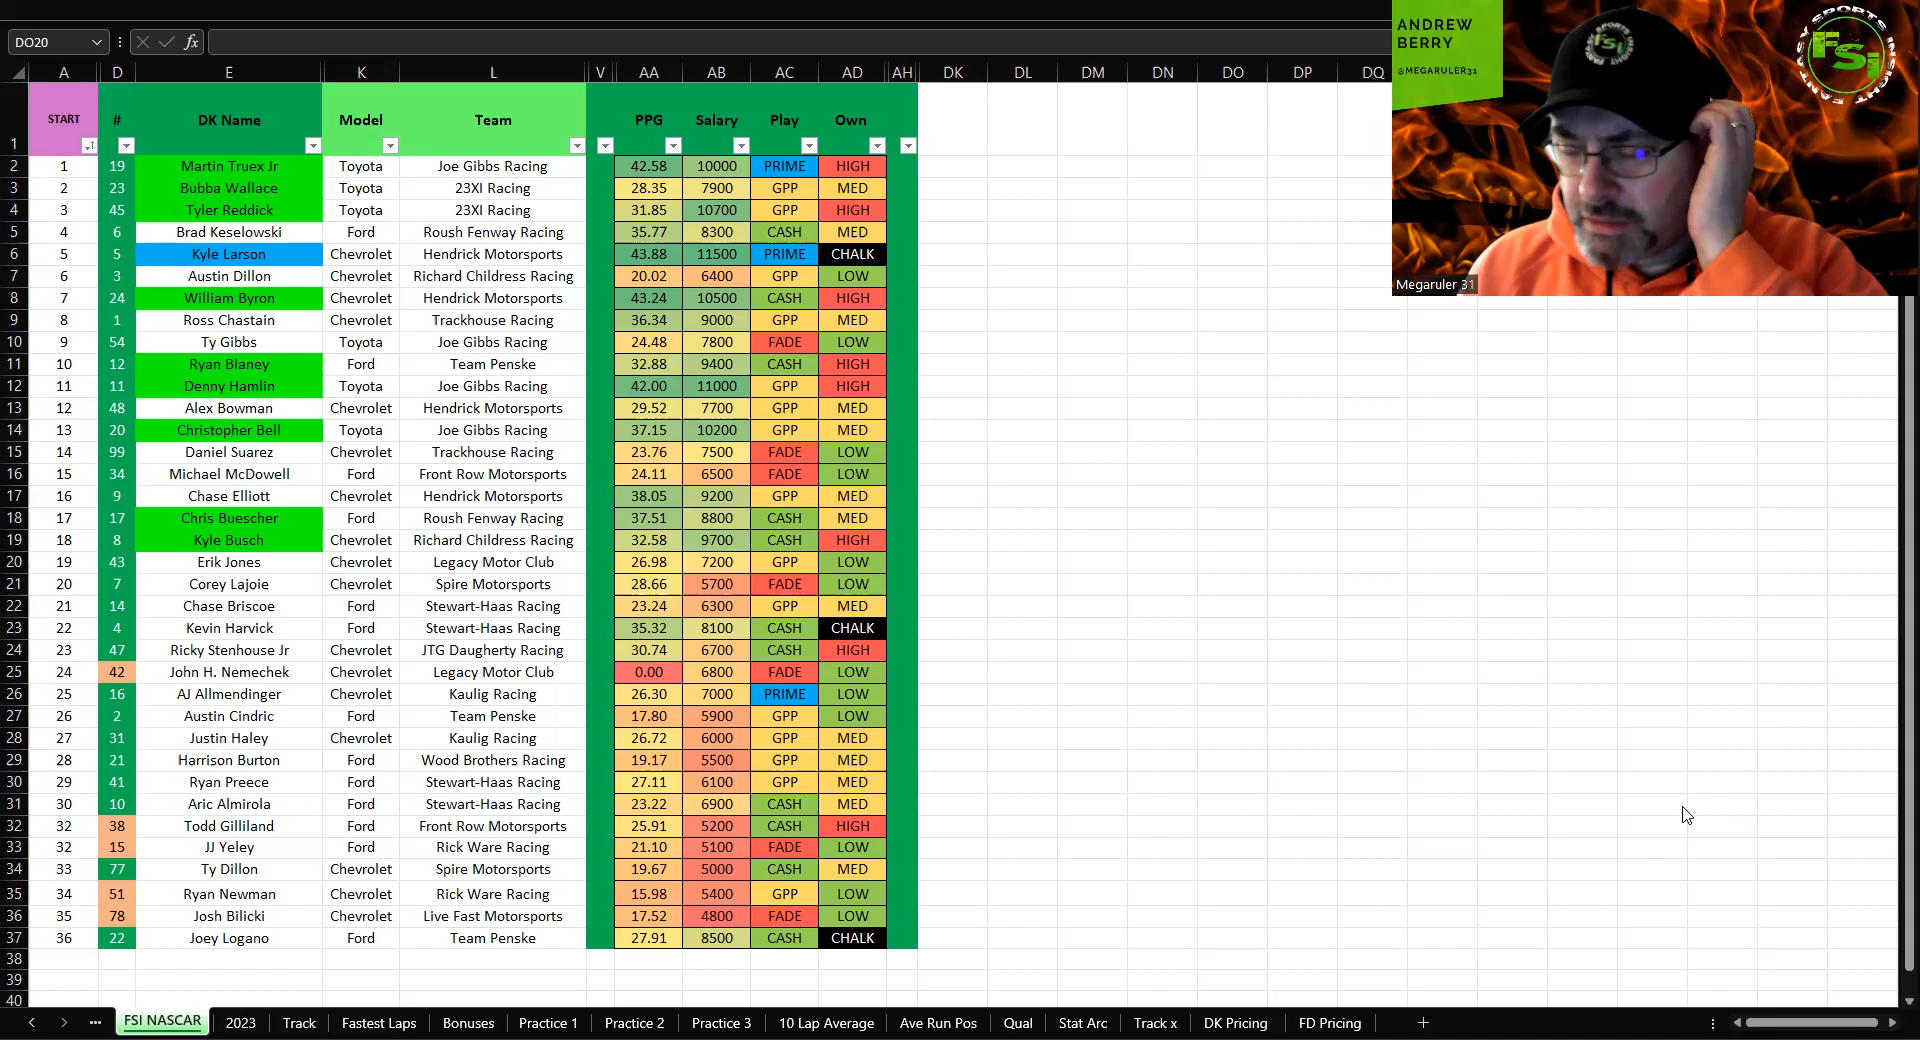 DO20
fx
A D E K L V AA AB AC AD AH DK DL DM DN DO DP DQ
1 START # DK Name Model Team PPG Salary Play Own
2 1 19 Martin Truex Jr Toyota Joe Gibbs Racing 42.58 10000 PRIME HIGH
3 2 23 Bubba Wallace Toyota 23XI Racing 28.35 7900 GPP MED
4 3 45 Tyler Reddick Toyota 23XI Racing 31.85 10700 GPP HIGH
5 4 6 Brad Keselowski Ford Roush Fenway Racing 35.77 8300 CASH MED
6 5 5 Kyle Larson Chevrolet Hendrick Motorsports 43.88 11500 PRIME CHALK
7 6 3 Austin Dillon Chevrolet Richard Childress Racing 20.02 6400 GPP LOW
8 7 24 William Byron Chevrolet Hendrick Motorsports 43.24 10500 CASH HIGH
9 8 1 Ross Chastain Chevrolet Trackhouse Racing 36.34 9000 GPP MED
10 9 54 Ty Gibbs Toyota Joe Gibbs Racing 24.48 7800 FADE LOW
11 10 12 Ryan Blaney Ford Team Penske 32.88 9400 CASH HIGH
12 11 11 Denny Hamlin Toyota Joe Gibbs Racing 42.00 11000 GPP HIGH
13 12 48 Alex Bowman Chevrolet Hendrick Motorsports 29.52 7700 GPP MED
14 13 20 Christopher Bell Toyota Joe Gibbs Racing 37.15 10200 GPP MED
15 14 99 Daniel Suarez Chevrolet Trackhouse Racing 23.76 7500 FADE LOW
16 15 34 Michael McDowell Ford Front Row Motorsports 24.11 6500 FADE LOW
17 16 9 Chase Elliott Chevrolet Hendrick Motorsports 38.05 9200 GPP MED
18 17 17 Chris Buescher Ford Roush Fenway Racing 37.51 8800 CASH MED
19 18 8 Kyle Busch Chevrolet Richard Childress Racing 32.58 9700 CASH HIGH
20 19 43 Erik Jones Chevrolet Legacy Motor Club 26.98 7200 GPP LOW
21 20 7 Corey Lajoie Chevrolet Spire Motorsports 28.66 5700 FADE LOW
22 21 14 Chase Briscoe Ford Stewart-Haas Racing 23.24 6300 GPP MED
23 22 4 Kevin Harvick Ford Stewart-Haas Racing 35.32 8100 CASH CHALK
24 23 47 Ricky Stenhouse Jr Chevrolet JTG Daugherty Racing 30.74 6700 CASH HIGH
25 24 42 John H. Nemechek Chevrolet Legacy Motor Club 0.00 6800 FADE LOW
26 25 16 AJ Allmendinger Chevrolet Kaulig Racing 26.30 7000 PRIME LOW
27 26 2 Austin Cindric Ford Team Penske 17.80 5900 GPP LOW
28 27 31 Justin Haley Chevrolet Kaulig Racing 26.72 6000 GPP MED
29 28 21 Harrison Burton Ford Wood Brothers Racing 19.17 5500 GPP MED
30 29 41 Ryan Preece Ford Stewart-Haas Racing 27.11 6100 GPP MED
31 30 10 Aric Almirola Ford Stewart-Haas Racing 23.22 6900 CASH MED
32 32 38 Todd Gilliland Ford Front Row Motorsports 25.91 5200 CASH HIGH
33 32 15 JJ Yeley Ford Rick Ware Racing 21.10 5100 FADE LOW
34 33 77 Ty Dillon Chevrolet Spire Motorsports 19.67 5000 CASH MED
35 34 51 Ryan Newman Chevrolet Rick Ware Racing 15.98 5400 GPP LOW
36 35 78 Josh Bilicki Chevrolet Live Fast Motorsports 17.52 4800 FADE LOW
37 36 22 Joey Logano Ford Team Penske 27.91 8500 CASH CHALK
38
39
40
FSI NASCAR 2023 Track Fastest Laps Bonuses Practice 1 Practice 2 Practice 3 10 Lap Average Ave Run Pos Qual Stat Arc Track x DK Pricing FD Pricing
ANDREW
BERRY
@MEGARULER31
FSi
FANTASY SPORTS INSIGHT
FSi
Megaruler 31